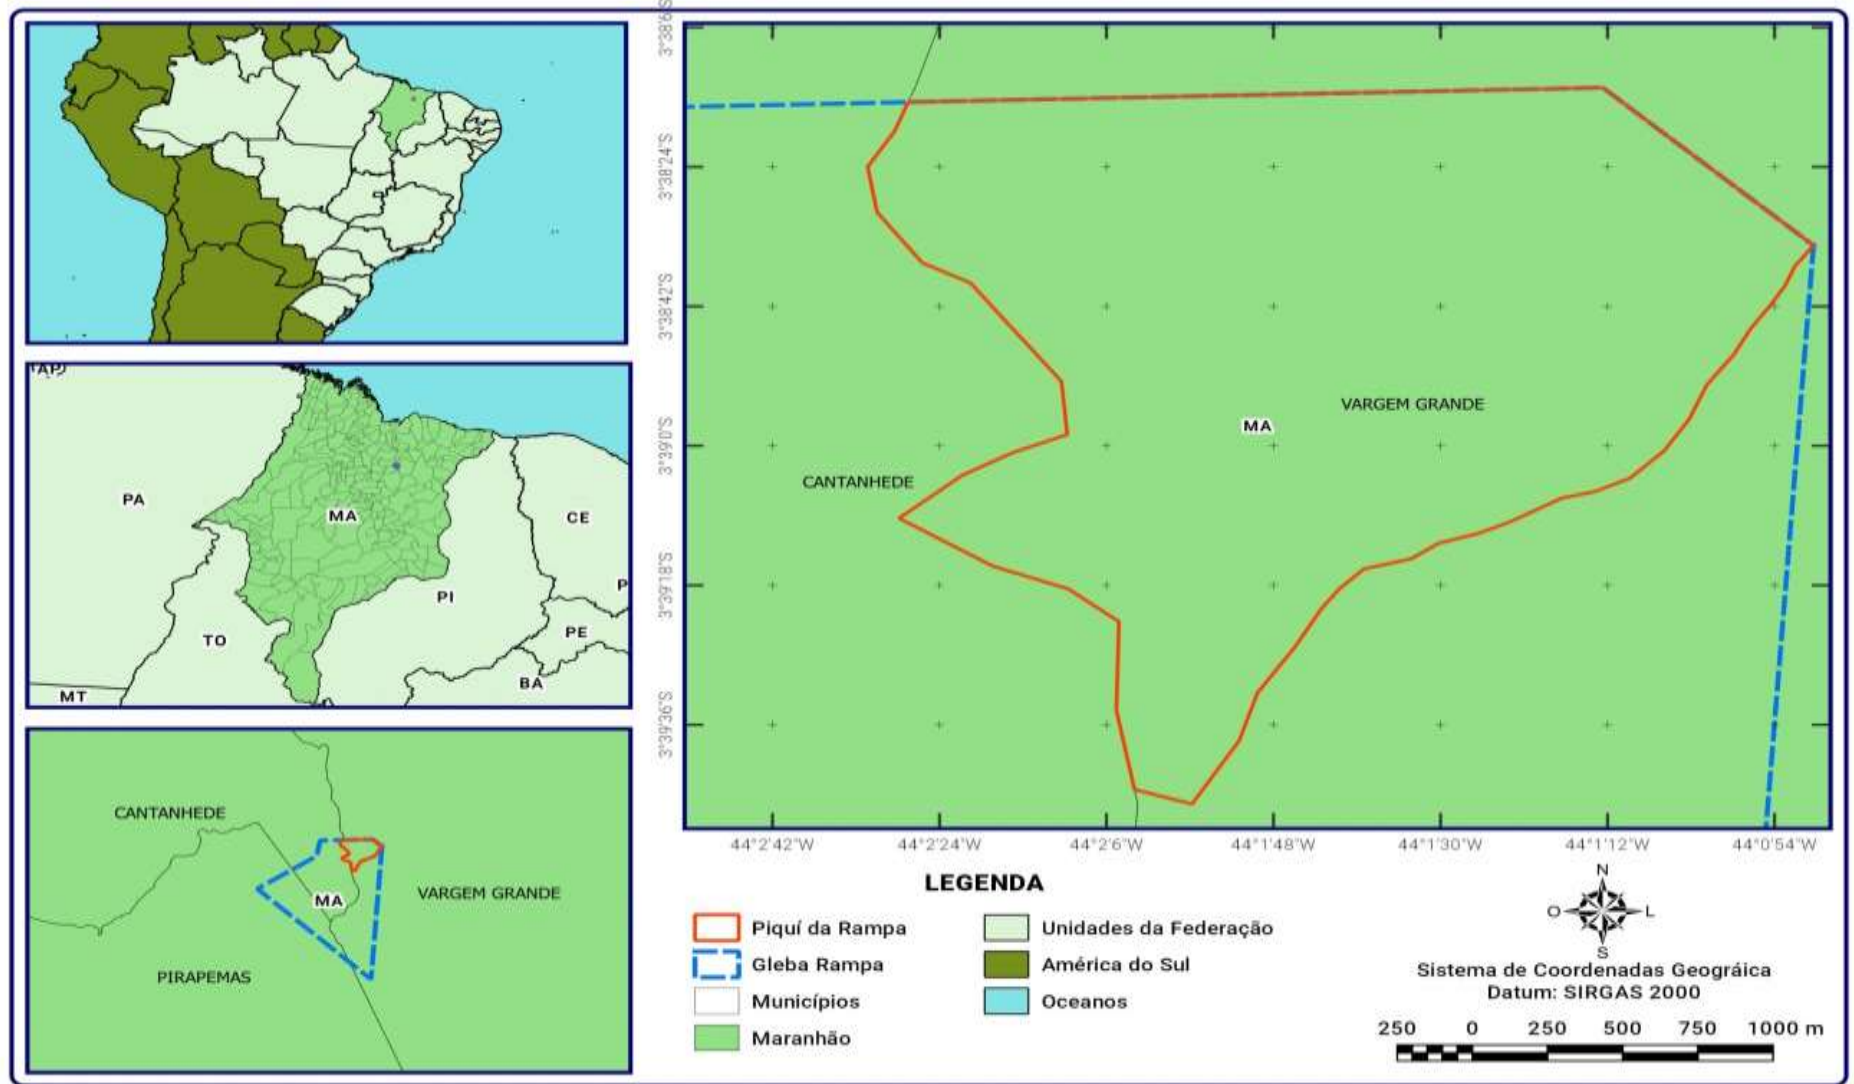 AP
PA
MA
CE
PI
P
PE
TO
BA
MT
CANTANHEDE
MA
VARGEM GRANDE
PIRAPEMAS
3°38'6"S
3°38'24"S
3°38'42"S
3°39'0"S
3°39'18"S
3°39'36"S
VARGEM GRANDE
MA
CANTANHEDE
44°2'42"W
44°2'24"W
44°2'6"W
44°1'48"W
44°1'30"W
44°1'12"W
44°0'54"W
LEGENDA
Piquí da Rampa
Gleba Rampa
Municípios
Maranhão
Unidades da Federação
América do Sul
Oceanos
N
O
L
S
Sistema de Coordenadas Geográica
Datum: SIRGAS 2000
250 0 250 500 750 1000 m